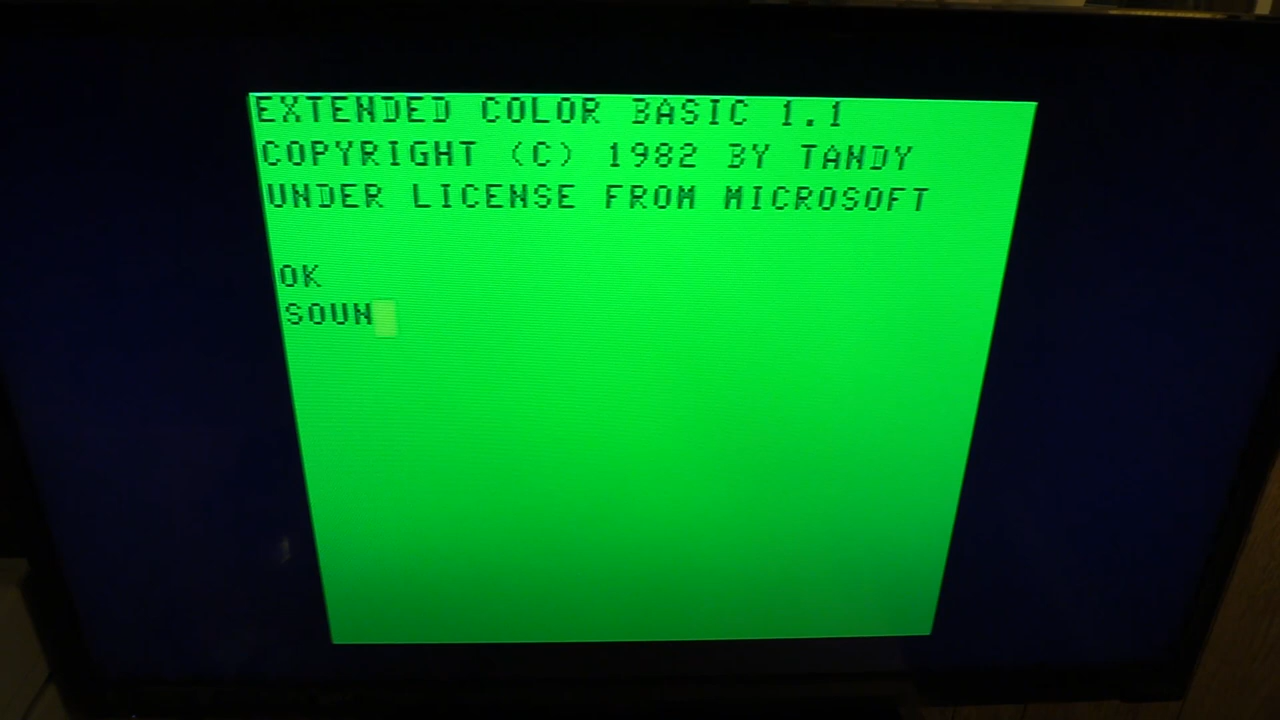 EXTENDED COLOR BASIC 1.1
COPYRIGHT (C) 1982 BY TANDY
UNDER LICENSE FROM MICROSOFT
OK
SOUN